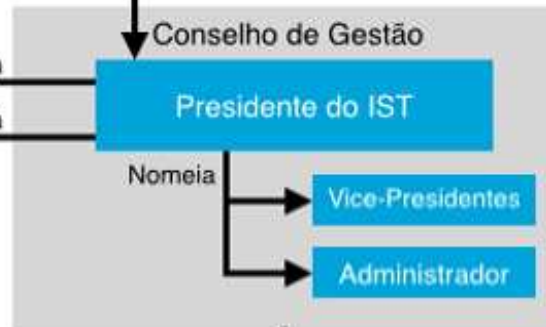 Conselho de Gestão
Presidente do IST
Nomeia
Vice-Presidentes
Administrador